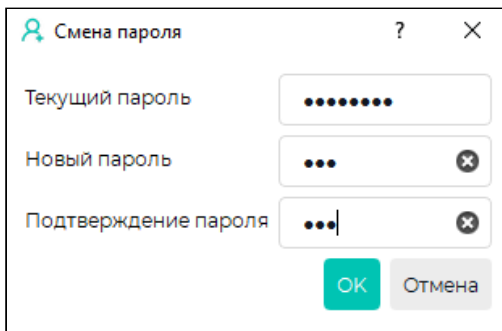 Смена пароля ?
Текущий пароль ••••••••
Новый пароль •••
Подтверждение пароля •••
OK Отмена